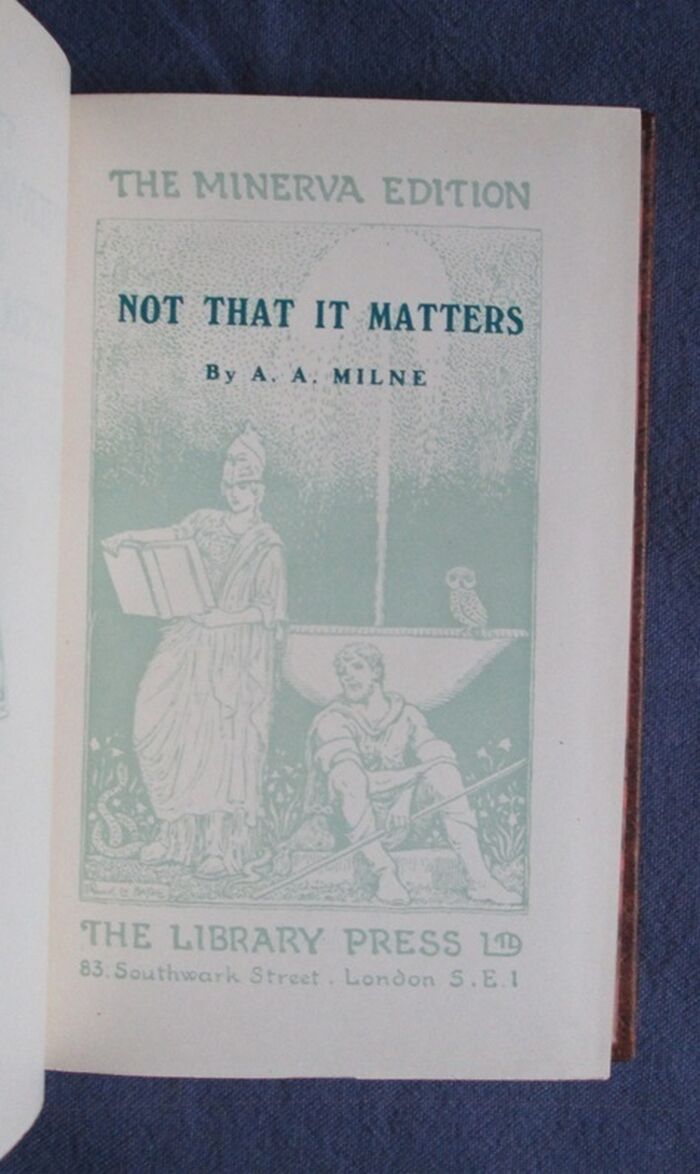 THE MINERVA EDITION
NOT THAT IT MATTERS
By A. A. MILNE
THE LIBRARY PRESS LTD
83. Southwark Street. London S.E.1